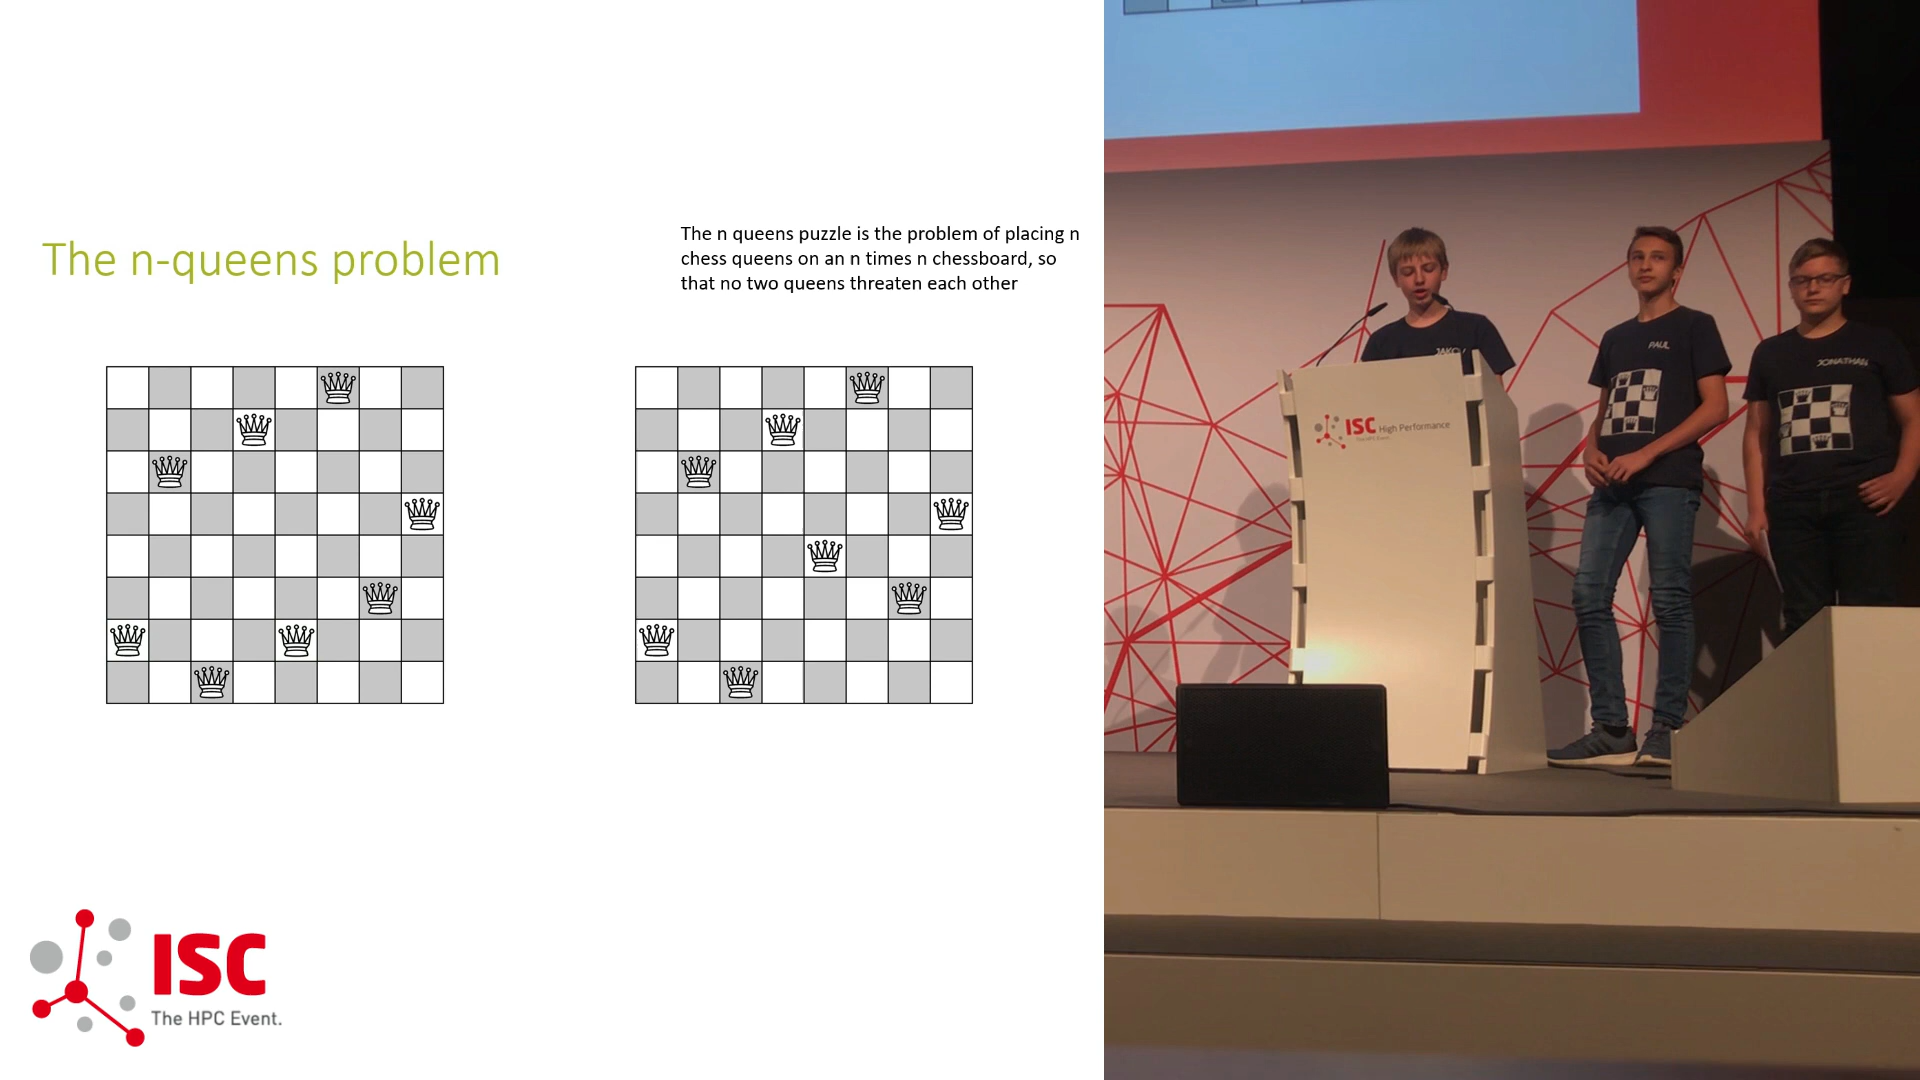 The n-queens problem
The n queens puzzle is the problem of placing n
chess queens on an n times n chessboard, so
that no two queens threaten each other
ISC
The HPC Event.
ISC High Performance
PAUL
JONATHAN